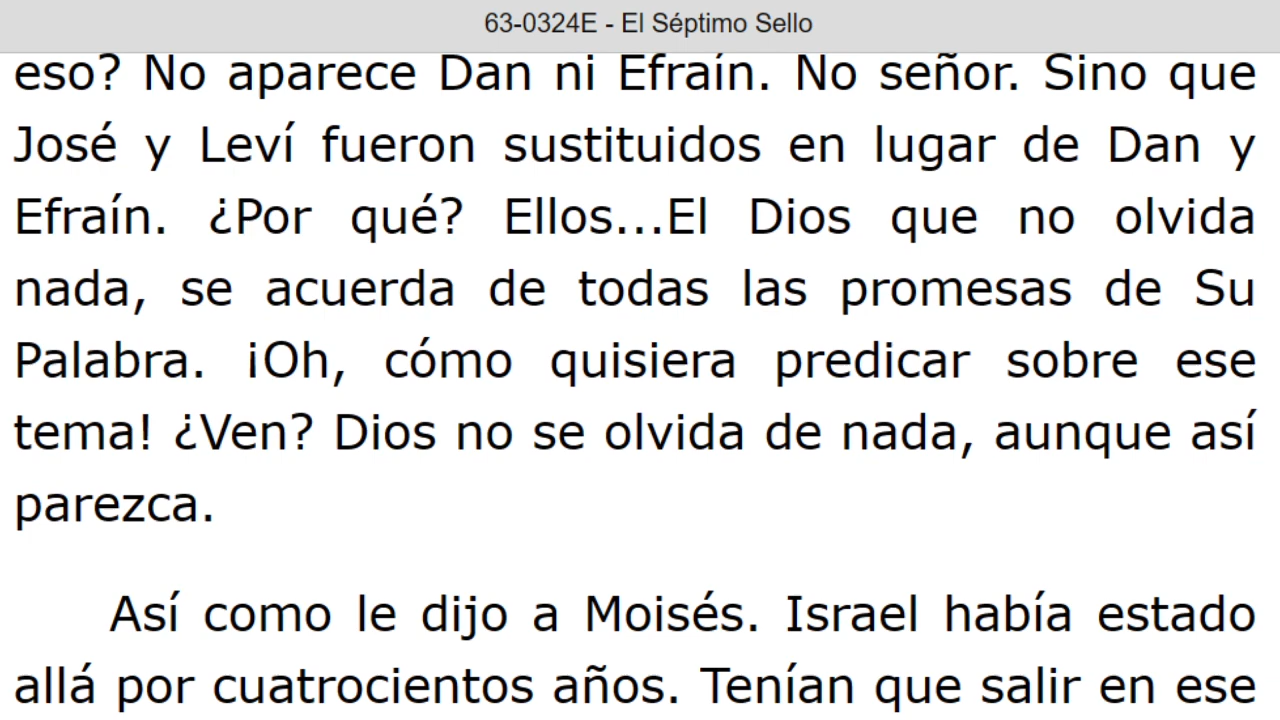 63-0324E - El Séptimo Sello
eso? No aparece Dan ni Efraín. No señor. Sino que
José y Leví fueron sustituidos en lugar de Dan y
Efraín. ¿Por qué? Ellos...El Dios que no olvida
nada, se acuerda de todas las promesas de Su
Palabra. ¡Oh, cómo quisiera predicar sobre ese
tema! ¿Ven? Dios no se olvida de nada, aunque así
parezca.
Así como le dijo a Moisés. Israel había estado
allá por cuatrocientos años. Tenían que salir en ese